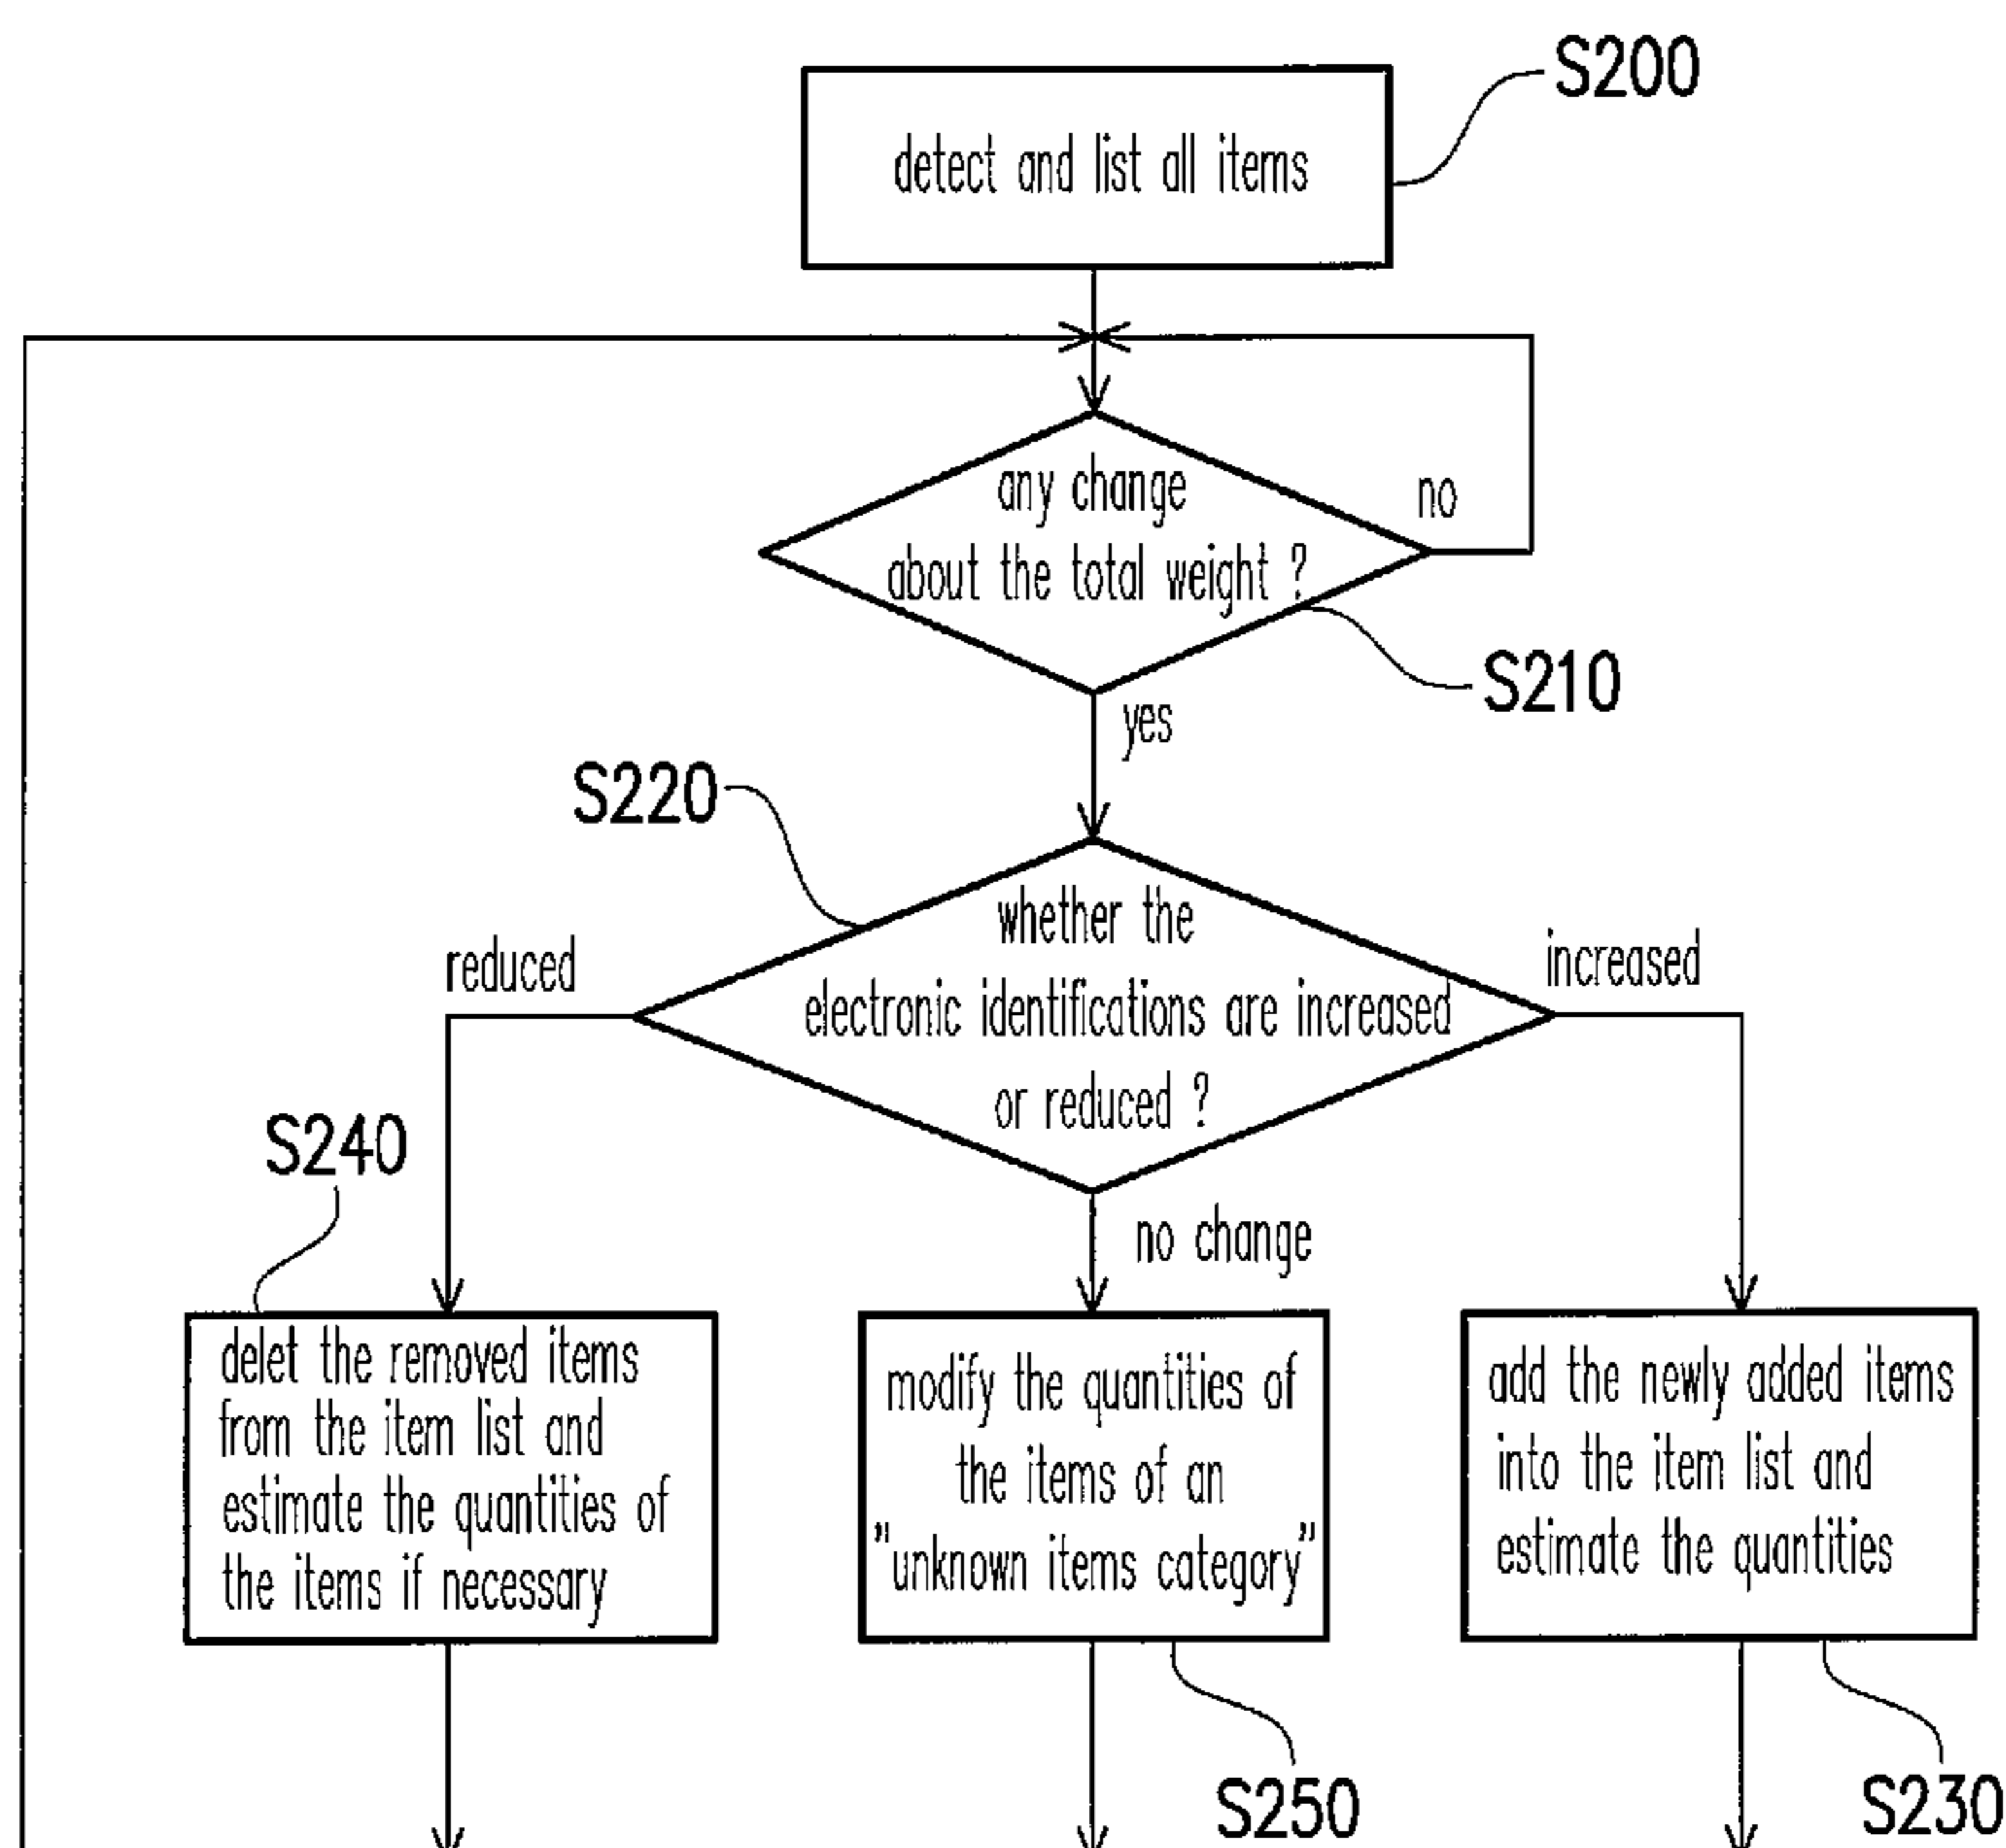 S200
detect and list all items
any change
about the total weight ?
no
S210
yes
S220
whether the
electronic identifications are increased
or reduced ?
reduced
increased
no change
S240
delet the removed items
from the item list and
estimate the quantities of
the items if necessary
modify the quantities of
the items of an
"unknown items category"
add the newly added items
into the item list and
estimate the quantities
S250
S230